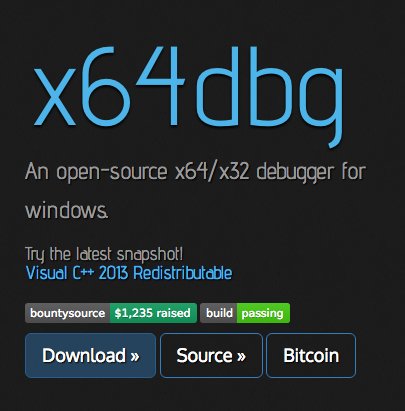 x64dbg
An open-source x64/x32 debugger for
windows.
Try the latest snapshot!
Visual C++ 2013 Redistributable
bountysource $1,235 raised build passing
Download » Source » Bitcoin